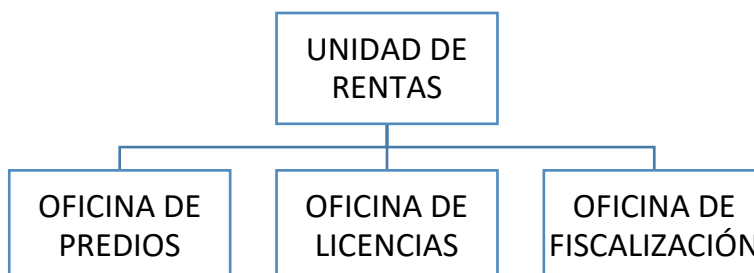 UNIDAD DE
RENTAS
OFICINA DE
PREDIOS
OFICINA DE
LICENCIAS
OFICINA DE
FISCALIZACIÓN